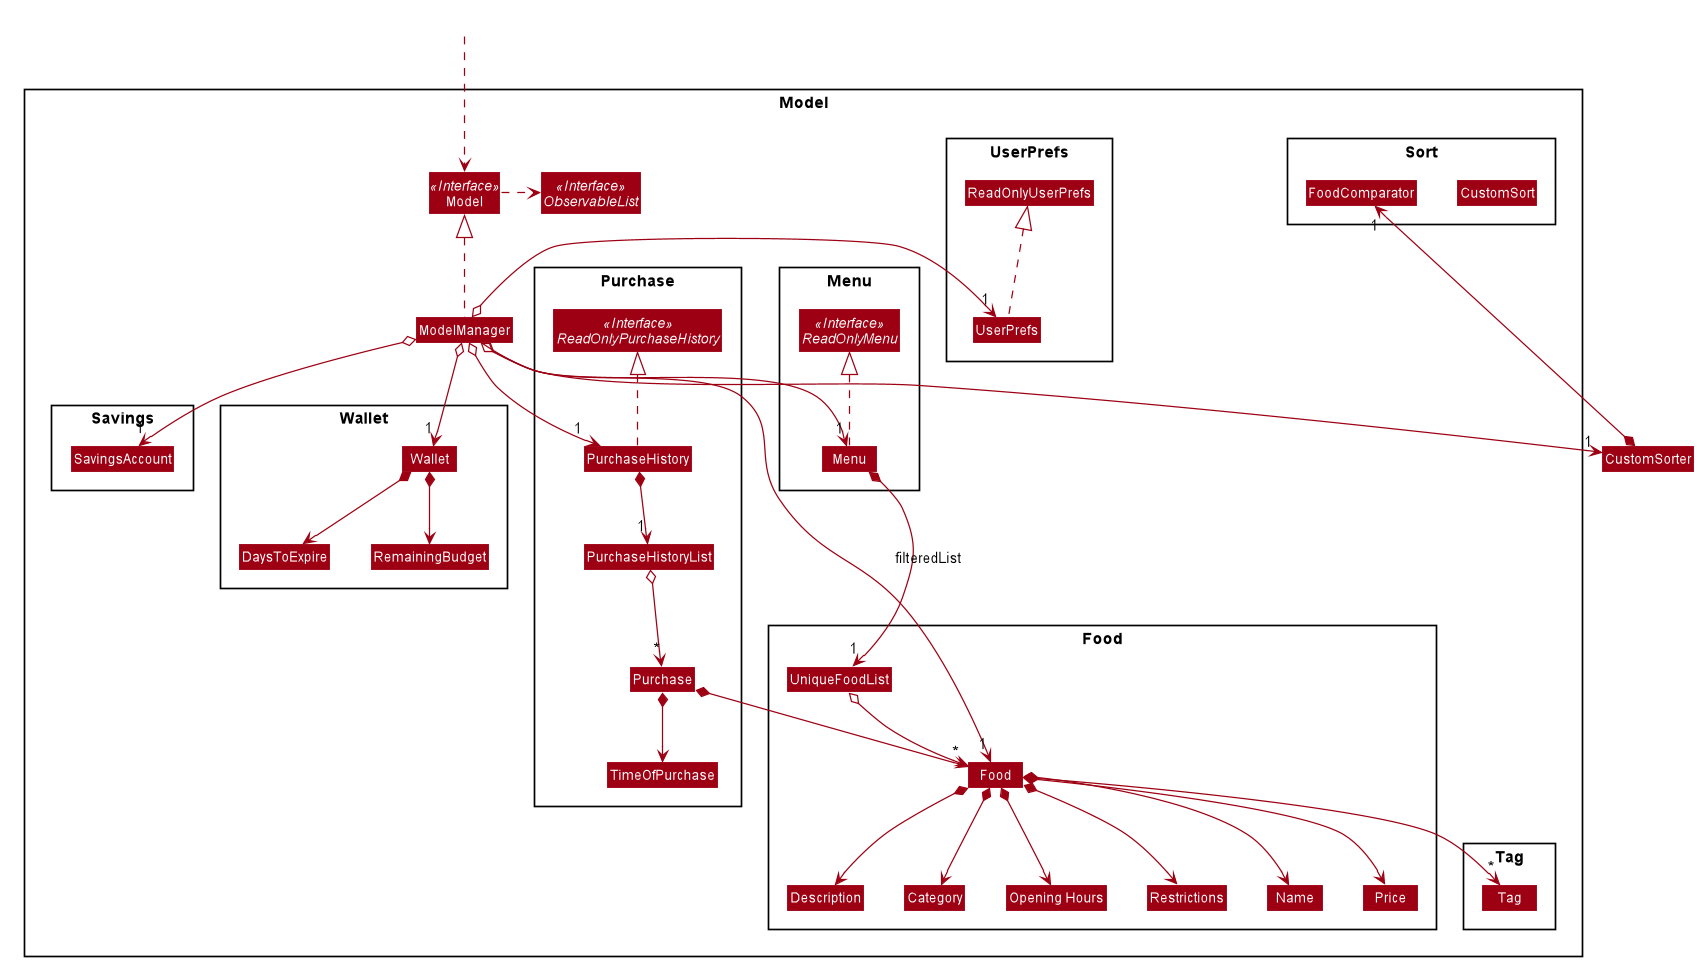 Model
UserPrefs
Sort
«Interface»
Model
«Interface»
ObservableList
ReadOnlyUserPrefs
FoodComparator
CustomSort
1
Purchase
Menu
1
UserPrefs
ModelManager
«Interface»
ReadOnlyPurchaseHistory
«Interface»
ReadOnlyMenu
Savings
1
SavingsAccount
Wallet
1
Wallet
1
PurchaseHistory
1
Menu
1
CustomSorter
DaysToExpire
RemainingBudget
1
PurchaseHistoryList
filteredList
Food
*
Purchase
1
UniqueFoodList
TimeOfPurchase
*
1
Food
Tag
*
Description
Category
Opening Hours
Restrictions
Name
Price
Tag